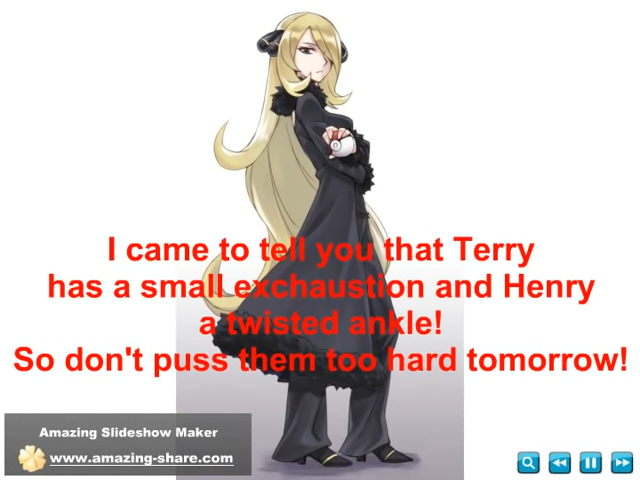 I came to tell you that Terry
has a small exchaustion and Henry
a twisted ankle!
So don't puss them too hard tomorrow!
Amazing Slideshow Maker
www.amazing-share.com